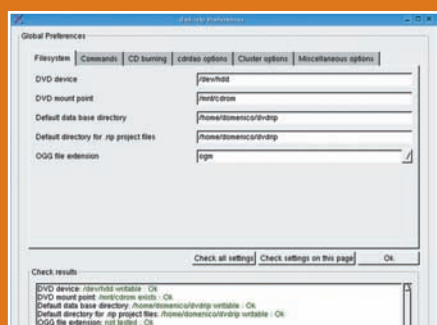 dvd::rip Preferences
Global Preferences
Filesystem Commands CD burning cdrdao options Cluster options Miscellaneous options
DVD device /dev/hdd
DVD mount point /mnt/cdrom
Default data base directory /home/domenico/dvdrip
Default directory for .rip project files /home/domenico/dvdrip
OGG file extension ogm
Check all settings Check settings on this page Ok
Check results
DVD device: /dev/hdd writable : Ok
DVD mount point: /mnt/cdrom exists : Ok
Default data base directory: /home/domenico/dvdrip writable : Ok
Default directory for .rip project files: /home/domenico/dvdrip writable : Ok
OGG file extension: not tested : Ok